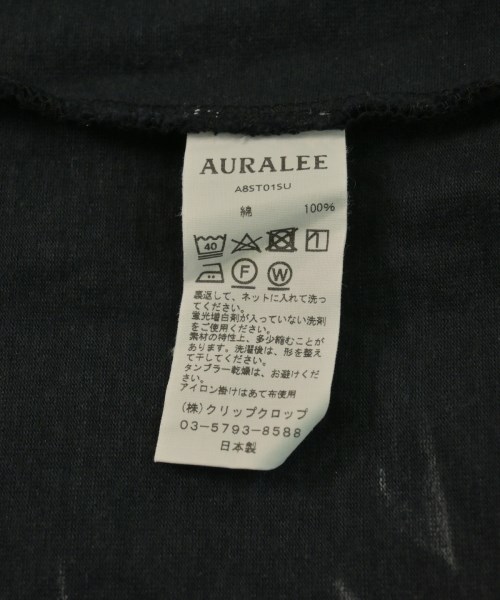 AURALEE
A8ST01SU
綿 100%
40
F W
裏返して、ネットに入れて洗っ
てください。
蛍光増白剤が入っていない洗剤
をご使用ください。
素材の特性上、多少縮むことが
あります。洗濯後は、形を整え
て干してください。
タンブラー乾燥は、お避けくださ
い。
アイロン掛けはあて布使用
(株)クリップクロップ
03-5793-8588
日本製